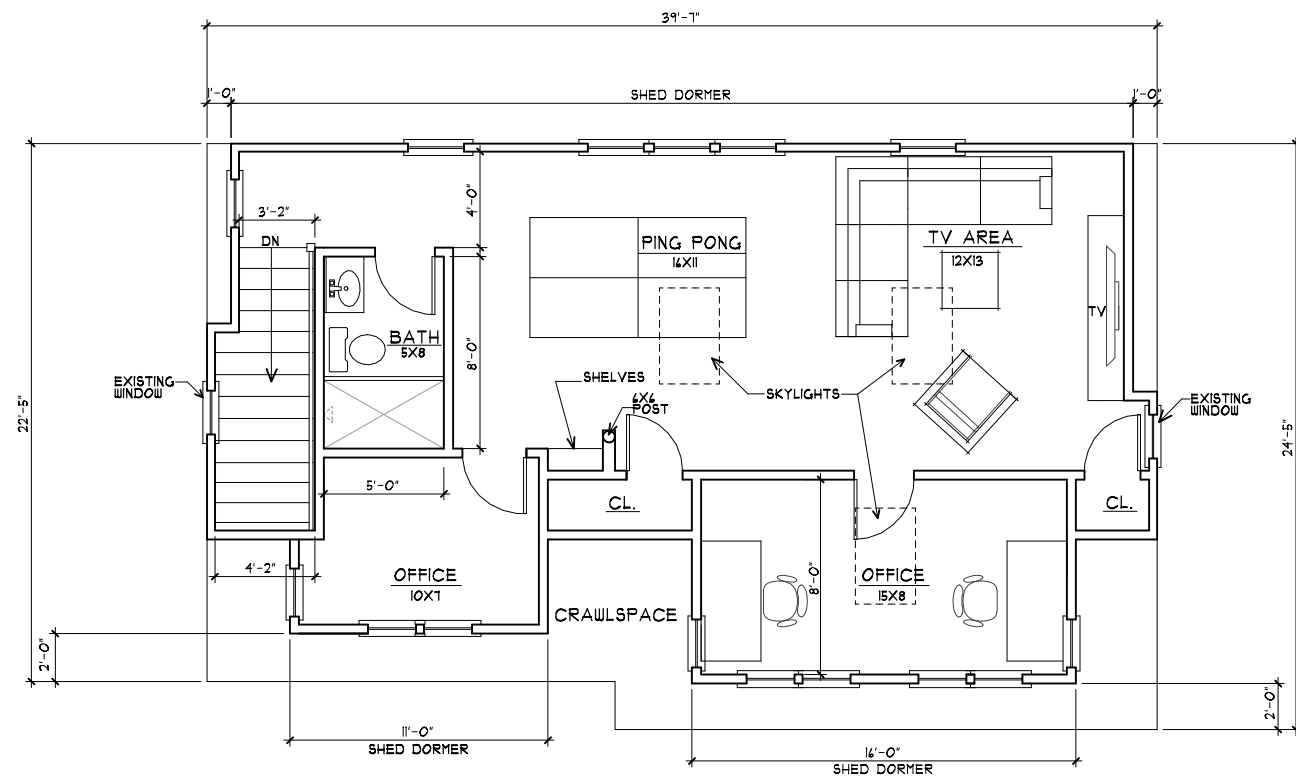 39'-7"
1'-0"
SHED DORMER
1'-0"
3'-2"
DN
4'-0"
PING PONG
16X11
TV AREA
12X13
TV
BATH
5X8
8'-0"
EXISTING
WINDOW
SHELVES
6X6
POST
SKYLIGHTS
EXISTING
WINDOW
22'-5"
24'-5"
5'-0"
CL.
CL.
4'-2"
OFFICE
10X7
8'-0"
OFFICE
15X8
CRAWLSPACE
2'-0"
2'-0"
11'-0"
SHED DORMER
16'-0"
SHED DORMER